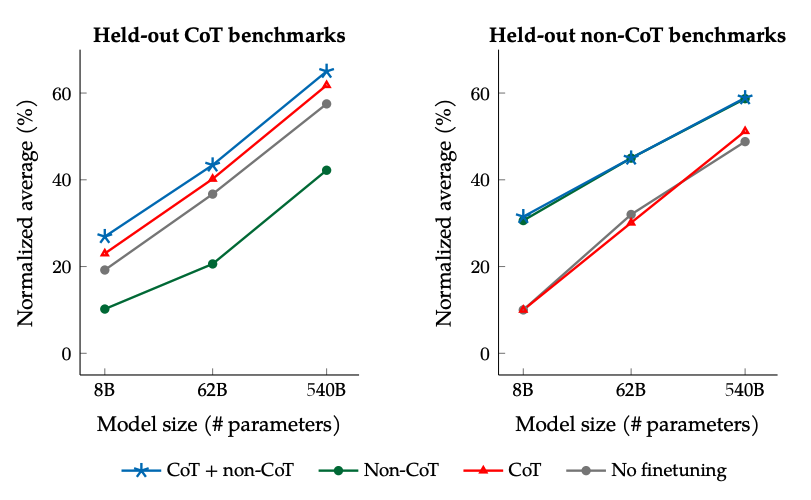 Held-out CoT benchmarks
Normalized average (%)
60
40
20
0
8B
62B
540B
Model size (# parameters)
Held-out non-CoT benchmarks
Normalized average (%)
60
40
20
0
8B
62B
540B
Model size (# parameters)
CoT + non-CoT
Non-CoT
CoT
No finetuning